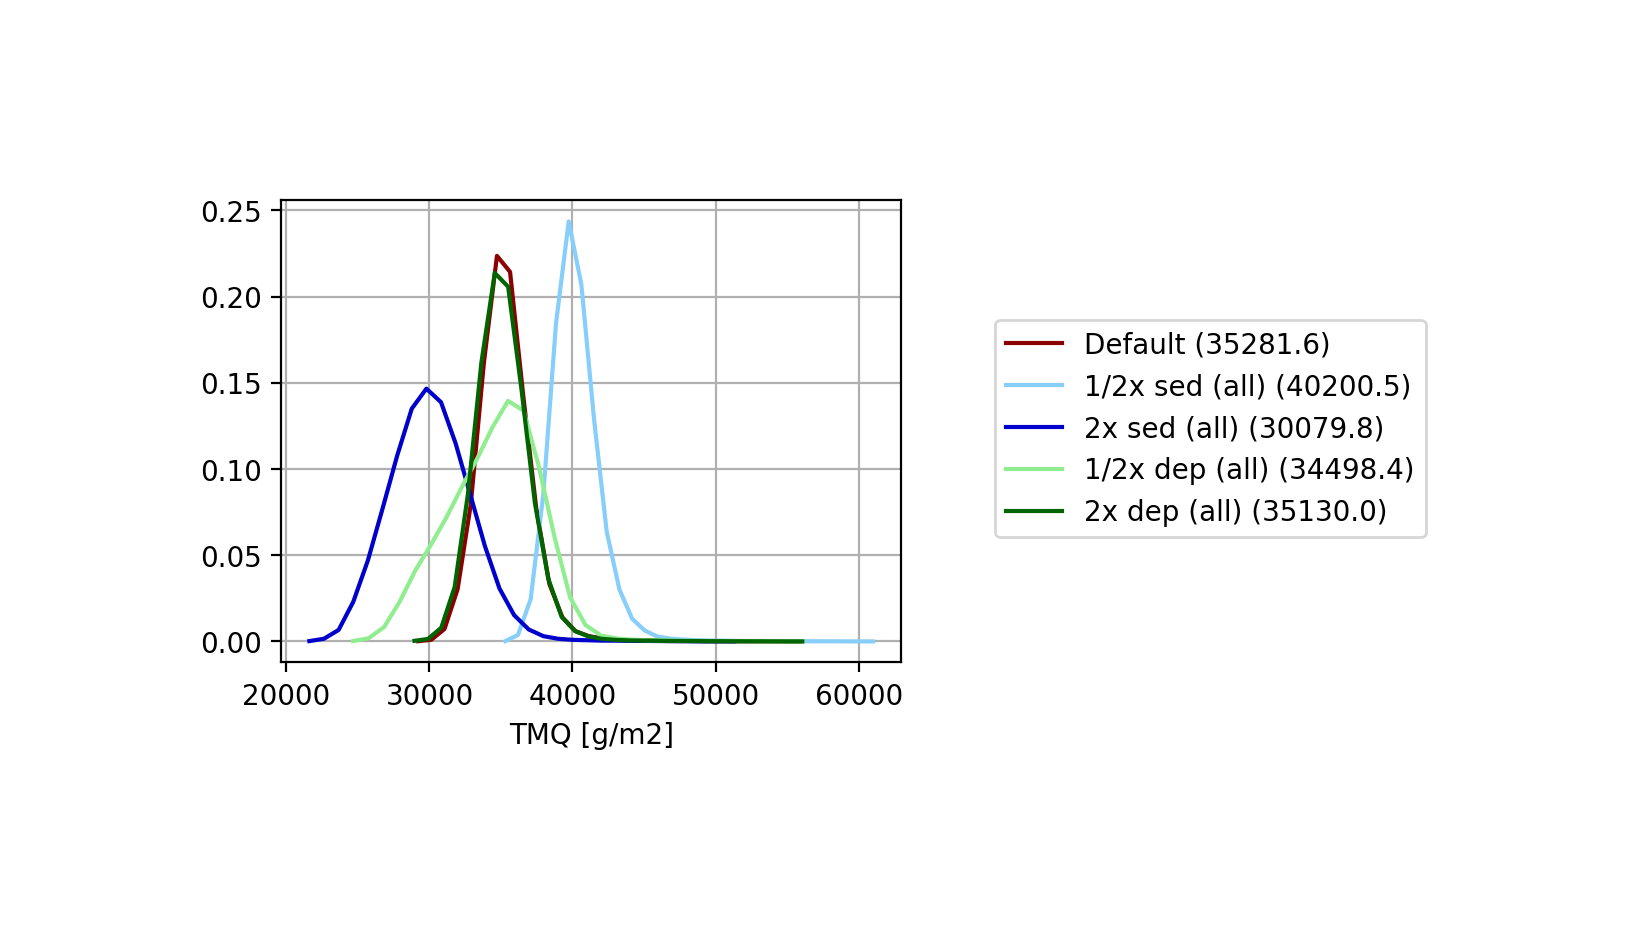 0.25
0.20
0.15
0.10
0.05
0.00
20000 30000 40000 50000 60000
TMQ [g/m2]
Default (35281.6)
1/2x sed (all) (40200.5)
2x sed (all) (30079.8)
1/2x dep (all) (34498.4)
2x dep (all) (35130.0)